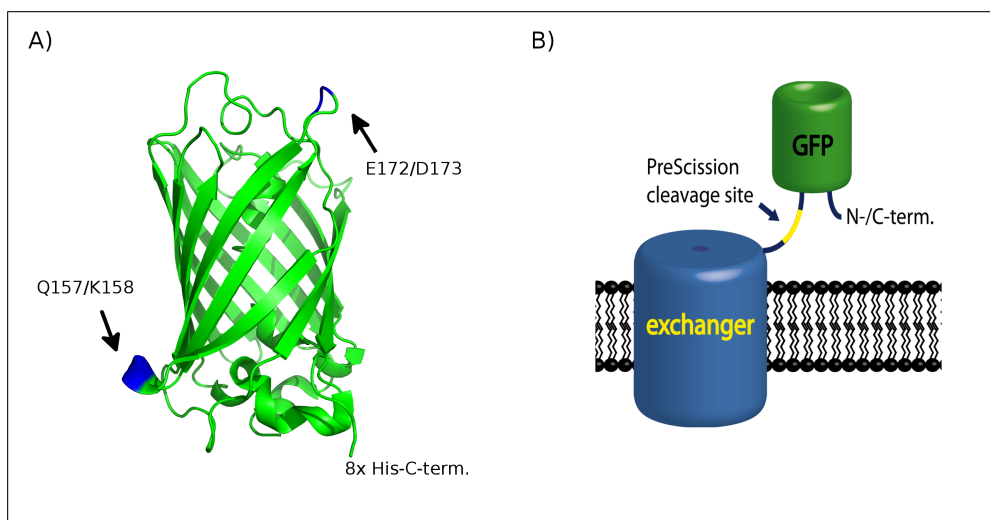 A)
E172/D173
Q157/K158
8x His-C-term.
B)
GFP
PreScission
cleavage site
N-/C-term.
exchanger